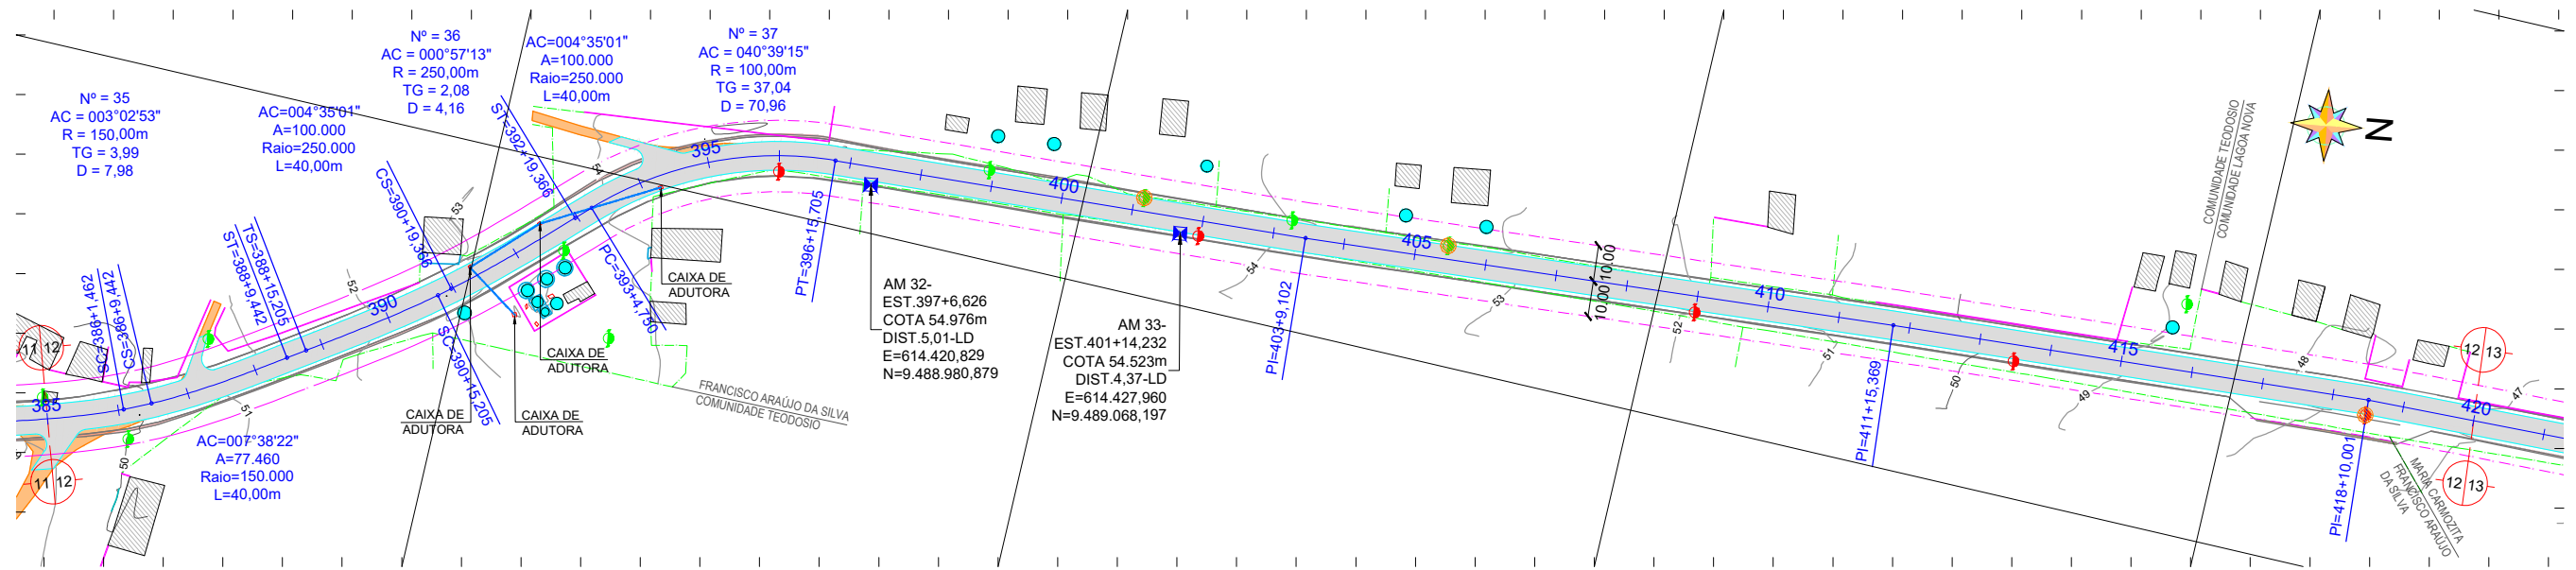 Nº = 35
AC = 003°02'53"
R = 150,00m
TG = 3,99
D = 7,98
AC=004°35'01"
A=100.000
Raio=250.000
L=40,00m
Nº = 36
AC = 000°57'13"
R = 250,00m
TG = 2,08
D = 4,16
AC=004°35'01"
A=100.000
Raio=250.000
L=40,00m
Nº = 37
AC = 040°39'15"
R = 100,00m
TG = 37,04
D = 70,96
SC=386+1,462
CS=386+9,442
ST=388+9,442
TS=388+15,205
CS=390+19,366
SC=390+15,205
ST=392+19,366
PC=393+4,750
PT=396+15,705
PI=403+9,102
PI=411+15,369
PI=418+10,001
385
390
395
400
405
410
415
420
AC=007°38'22"
A=77.460
Raio=150.000
L=40,00m
CAIXA DE
ADUTORA
CAIXA DE
ADUTORA
CAIXA DE
ADUTORA
CAIXA DE
ADUTORA
FRANCISCO ARAÚJO DA SILVA
COMUNIDADE TEODOSIO
AM 32-
EST.397+6,626
COTA 54.976m
DIST.5,01-LD
E=614.420,829
N=9.488.980,879
AM 33-
EST.401+14,232
COTA 54.523m
DIST.4,37-LD
E=614.427,960
N=9.489.068,197
10.00
10.00
COMUNIDADE TEODOSIO
COMUNIDADE LAGOA NOVA
MARIA CARMOZITA
FRANCISCO ARAÚJO
DA SILVA
N
11 12
11 12
12 13
12 13
50
51
52
53
54
54
53
52
51
50
49
48
47